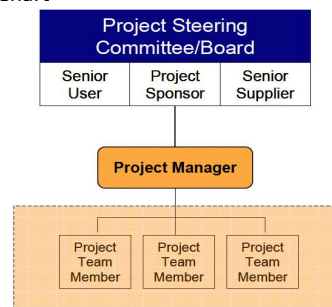 Project Steering
Committee/Board
Senior User
Project Sponsor
Senior Supplier
Project Manager
Project Team Member
Project Team Member
Project Team Member